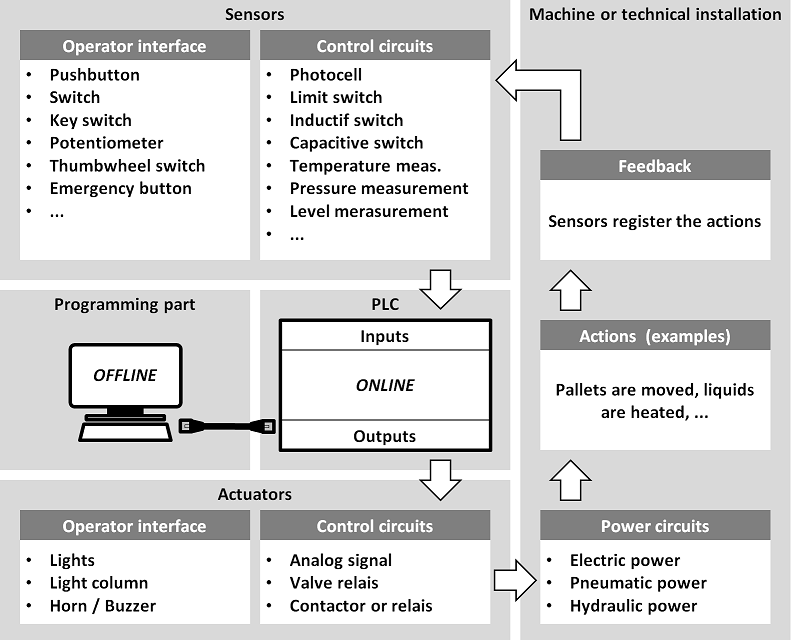 Sensors
Operator interface
• Pushbutton
• Switch
• Key switch
• Potentiometer
• Thumbwheel switch
• Emergency button
• ...
Control circuits
• Photocell
• Limit switch
• Inductif switch
• Capacitive switch
• Temperature meas.
• Pressure measurement
• Level merasurement
• ...
Programming part
OFFLINE
PLC
Inputs
ONLINE
Outputs
Actuators
Operator interface
• Lights
• Light column
• Horn / Buzzer
Control circuits
• Analog signal
• Valve relais
• Contactor or relais
Machine or technical installation
Feedback
Sensors register the actions
Actions (examples)
Pallets are moved, liquids
are heated, ...
Power circuits
• Electric power
• Pneumatic power
• Hydraulic power